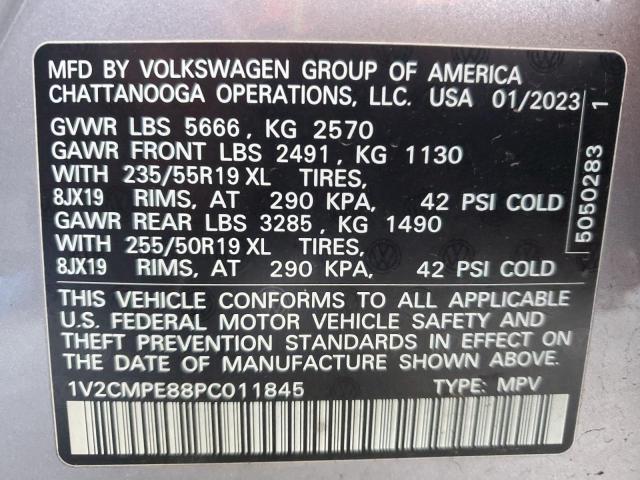 MFD BY VOLKSWAGEN GROUP OF AMERICA
CHATTANOOGA OPERATIONS, LLC. USA 01/2023
GVWR LBS 5666, KG 2570
GAWR FRONT LBS 2491, KG 1130
WITH 235/55R19 XL TIRES,
8JX19 RIMS, AT 290 KPA, 42 PSI COLD
GAWR REAR LBS 3285, KG 1490
WITH 255/50R19 XL TIRES,
8JX19 RIMS, AT 290 KPA, 42 PSI COLD
THIS VEHICLE CONFORMS TO ALL APPLICABLE
U.S. FEDERAL MOTOR VEHICLE SAFETY AND
THEFT PREVENTION STANDARDS IN EFFECT ON
THE DATE OF MANUFACTURE SHOWN ABOVE.
1V2CMPE88PC011845 TYPE: MPV
5050283 1